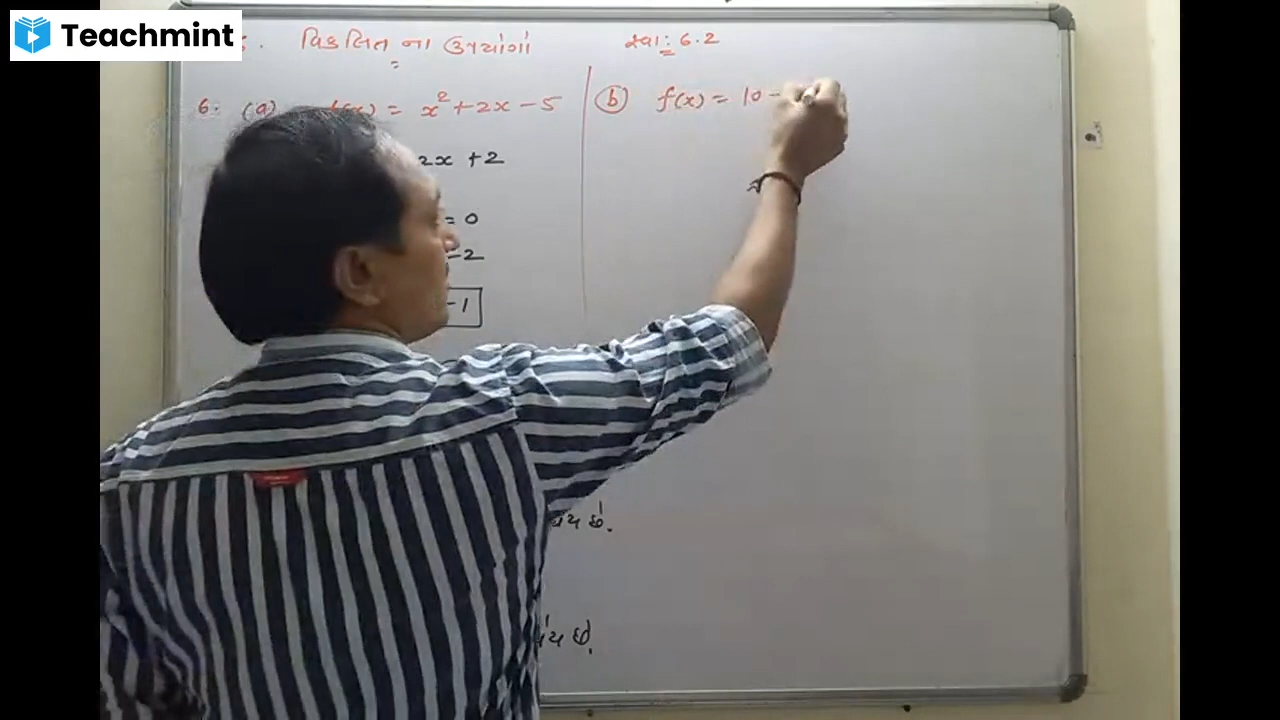 Teachmint
વિકલિત ના ઉપયોગો
સ્વા: 6.2
6. (a) f(x) = x² + 2x - 5
2x + 2
= 0
-2
-1
થાય છે.
થાય છે.
(b) f(x) = 10 -